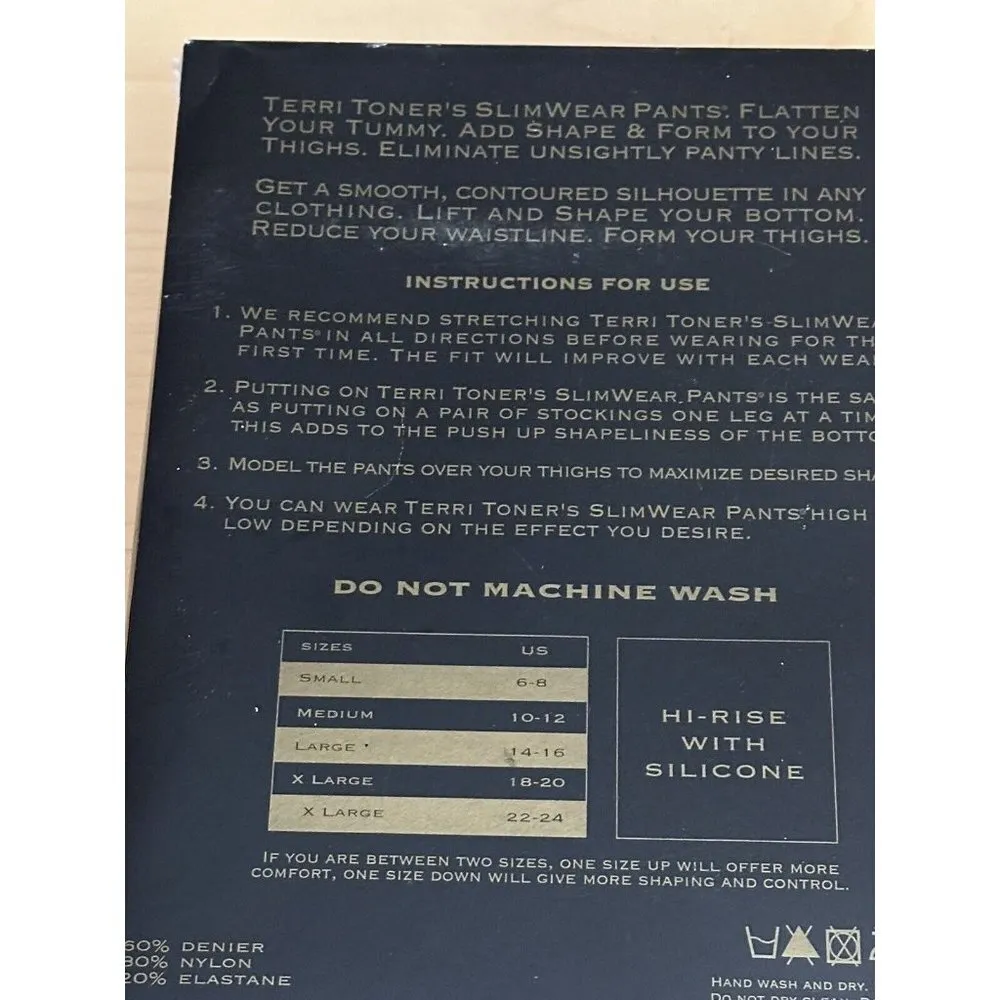 TERRI TONER'S SLIMWEAR PANTS®. FLATTEN
YOUR TUMMY. ADD SHAPE & FORM TO YOUR
THIGHS. ELIMINATE UNSIGHTLY PANTY LINES.
GET A SMOOTH, CONTOURED SILHOUETTE IN ANY
CLOTHING. LIFT AND SHAPE YOUR BOTTOM.
REDUCE YOUR WAISTLINE. FORM YOUR THIGHS.
INSTRUCTIONS FOR USE
1. WE RECOMMEND STRETCHING TERRI TONER'S SLIMWEA
PANTS® IN ALL DIRECTIONS BEFORE WEARING FOR TH
FIRST TIME. THE FIT WILL IMPROVE WITH EACH WEA
2. PUTTING ON TERRI TONER'S SLIMWEAR PANTS® IS THE SA
AS PUTTING ON A PAIR OF STOCKINGS ONE LEG AT A TIM
THIS ADDS TO THE PUSH UP SHAPELINESS OF THE BOTTO
3. MODEL THE PANTS OVER YOUR THIGHS TO MAXIMIZE DESIRED SHA
4. YOU CAN WEAR TERRI TONER'S SLIMWEAR PANTS® HIGH
LOW DEPENDING ON THE EFFECT YOU DESIRE.
DO NOT MACHINE WASH
SIZES US
SMALL 6-8
MEDIUM 10-12
LARGE 14-16
X LARGE 18-20
X LARGE 22-24
HI-RISE
WITH
SILICONE
IF YOU ARE BETWEEN TWO SIZES, ONE SIZE UP WILL OFFER MORE
COMFORT, ONE SIZE DOWN WILL GIVE MORE SHAPING AND CONTROL.
60% DENIER
80% NYLON
20% ELASTANE
HAND WASH AND DRY.
DO NOT DRY CLEAN.